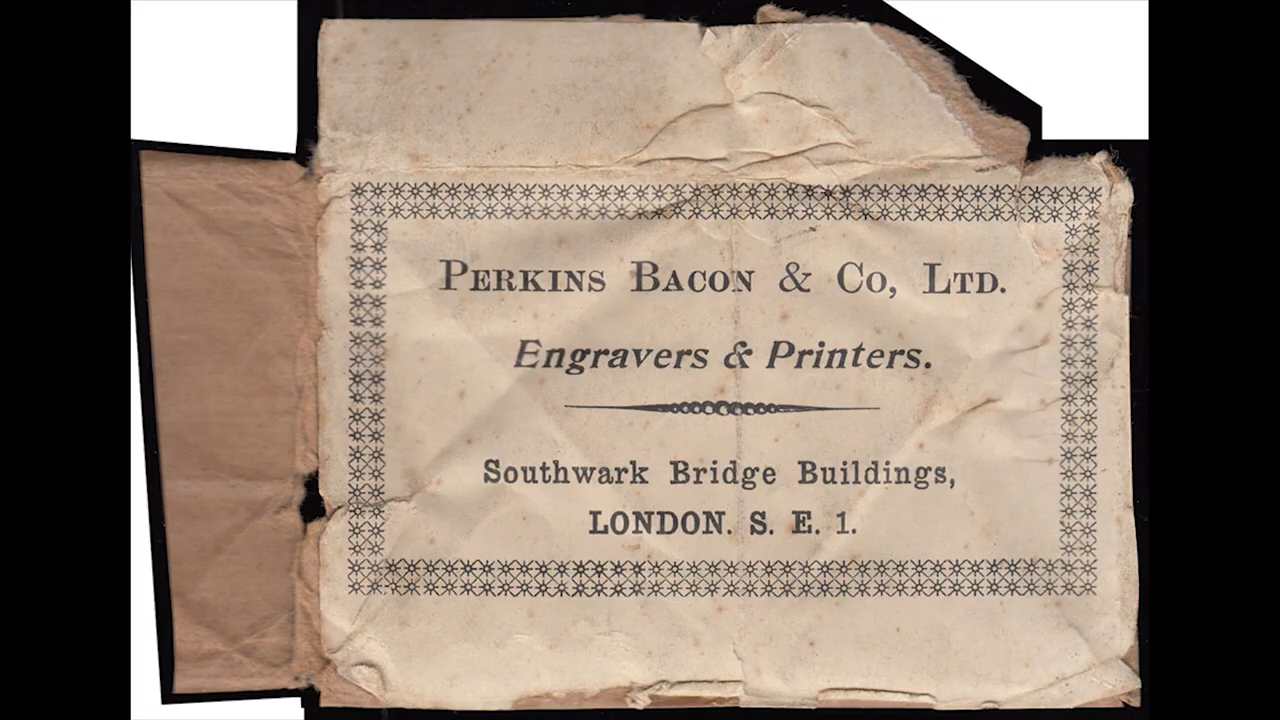 PERKINS BACON & CO, LTD.
Engravers & Printers.
Southwark Bridge Buildings,
LONDON. S. E. 1.